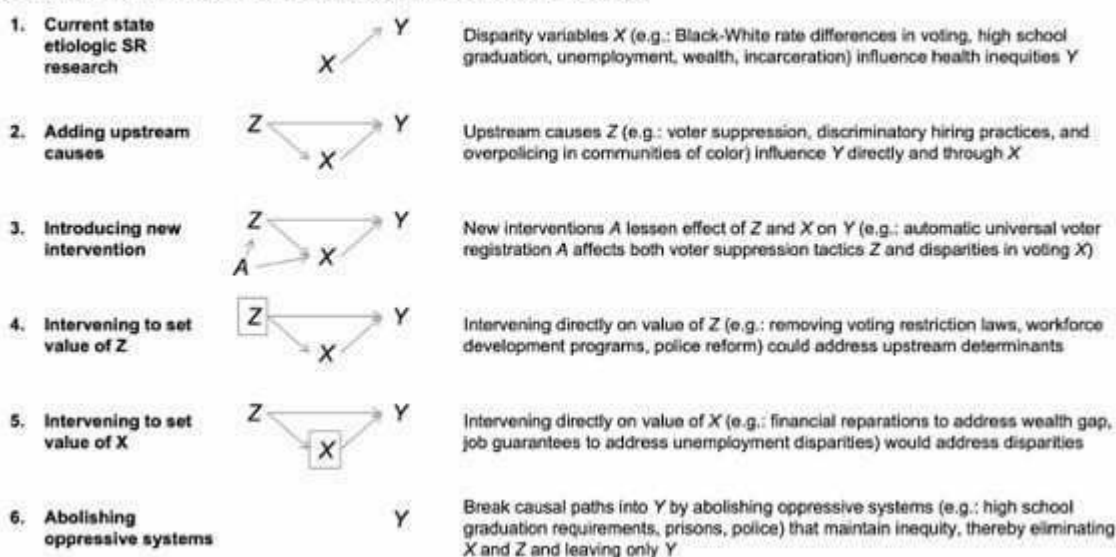 1. Current state
etiologic SR
research
X
Y
Disparity variables X (e.g.: Black-White rate differences in voting, high school
graduation, unemployment, wealth, incarceration) influence health inequities Y
2. Adding upstream
causes
Z
Y
X
Upstream causes Z (e.g.: voter suppression, discriminatory hiring practices, and
overpolicing in communities of color) influence Y directly and through X
3. Introducing new
intervention
Z
Y
A
X
New interventions A lessen effect of Z and X on Y (e.g.: automatic universal voter
registration A affects both voter suppression tactics Z and disparities in voting X)
4. Intervening to set
value of Z
Z
Y
X
Intervening directly on value of Z (e.g.: removing voting restriction laws, workforce
development programs, police reform) could address upstream determinants
5. Intervening to set
value of X
Z
Y
X
Intervening directly on value of X (e.g.: financial reparations to address wealth gap,
job guarantees to address unemployment disparities) would address disparities
6. Abolishing
oppressive systems
Y
Break causal paths into Y by abolishing oppressive systems (e.g.: high school
graduation requirements, prisons, police) that maintain inequity, thereby eliminating
X and Z and leaving only Y